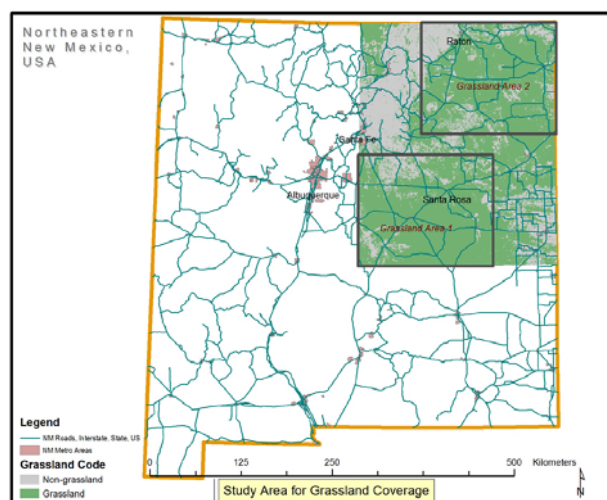 Northeastern
New Mexico,
USA
Raton
Grassland Area 2
Santa Fe
Albuquerque
Santa Rosa
Grassland Area 1
Legend
NM Roads, Interstate, State, US
NM Metro Areas
Grassland Code
Non-grassland
Grassland
0 125 250 500 Kilometers
N
Study Area for Grassland Coverage